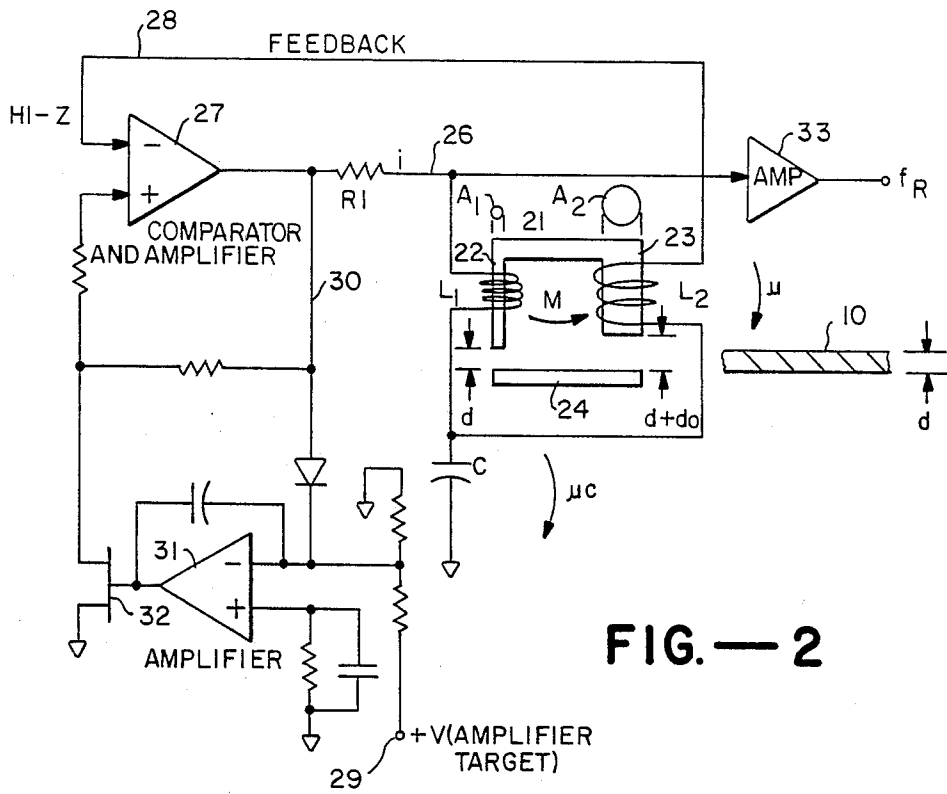 28
FEEDBACK
HI-Z
27
−
+
COMPARATOR
AND AMPLIFIER
R1
i
26
33
AMP
fR
A1
21
A2
22
23
L1
M
L2
μ
10
30
d
24
d+do
d
C
μc
31
−
+
32
AMPLIFIER
+V(AMPLIFIER
TARGET)
29
FIG.—2